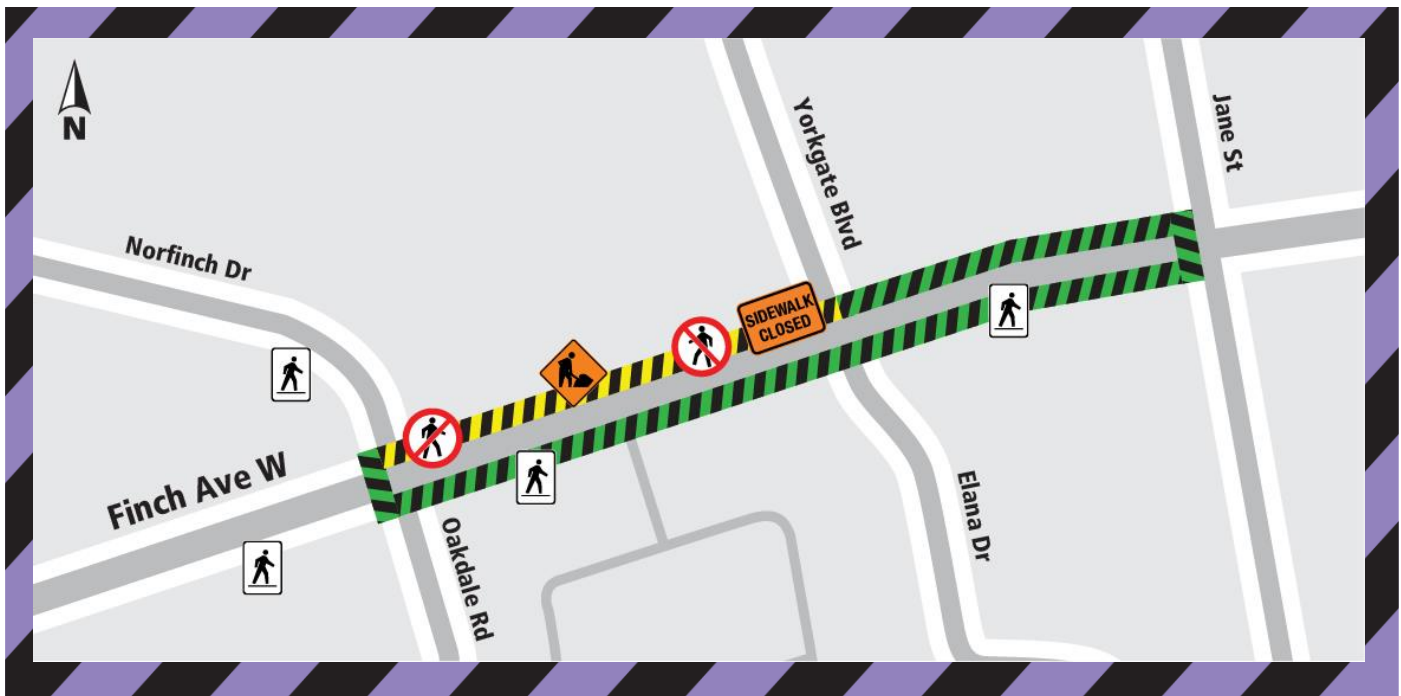 N
Norfinch Dr
Yorkgate Blvd
Jane St
SIDEWALK
CLOSED
Finch Ave W
Oakdale Rd
Elana Dr